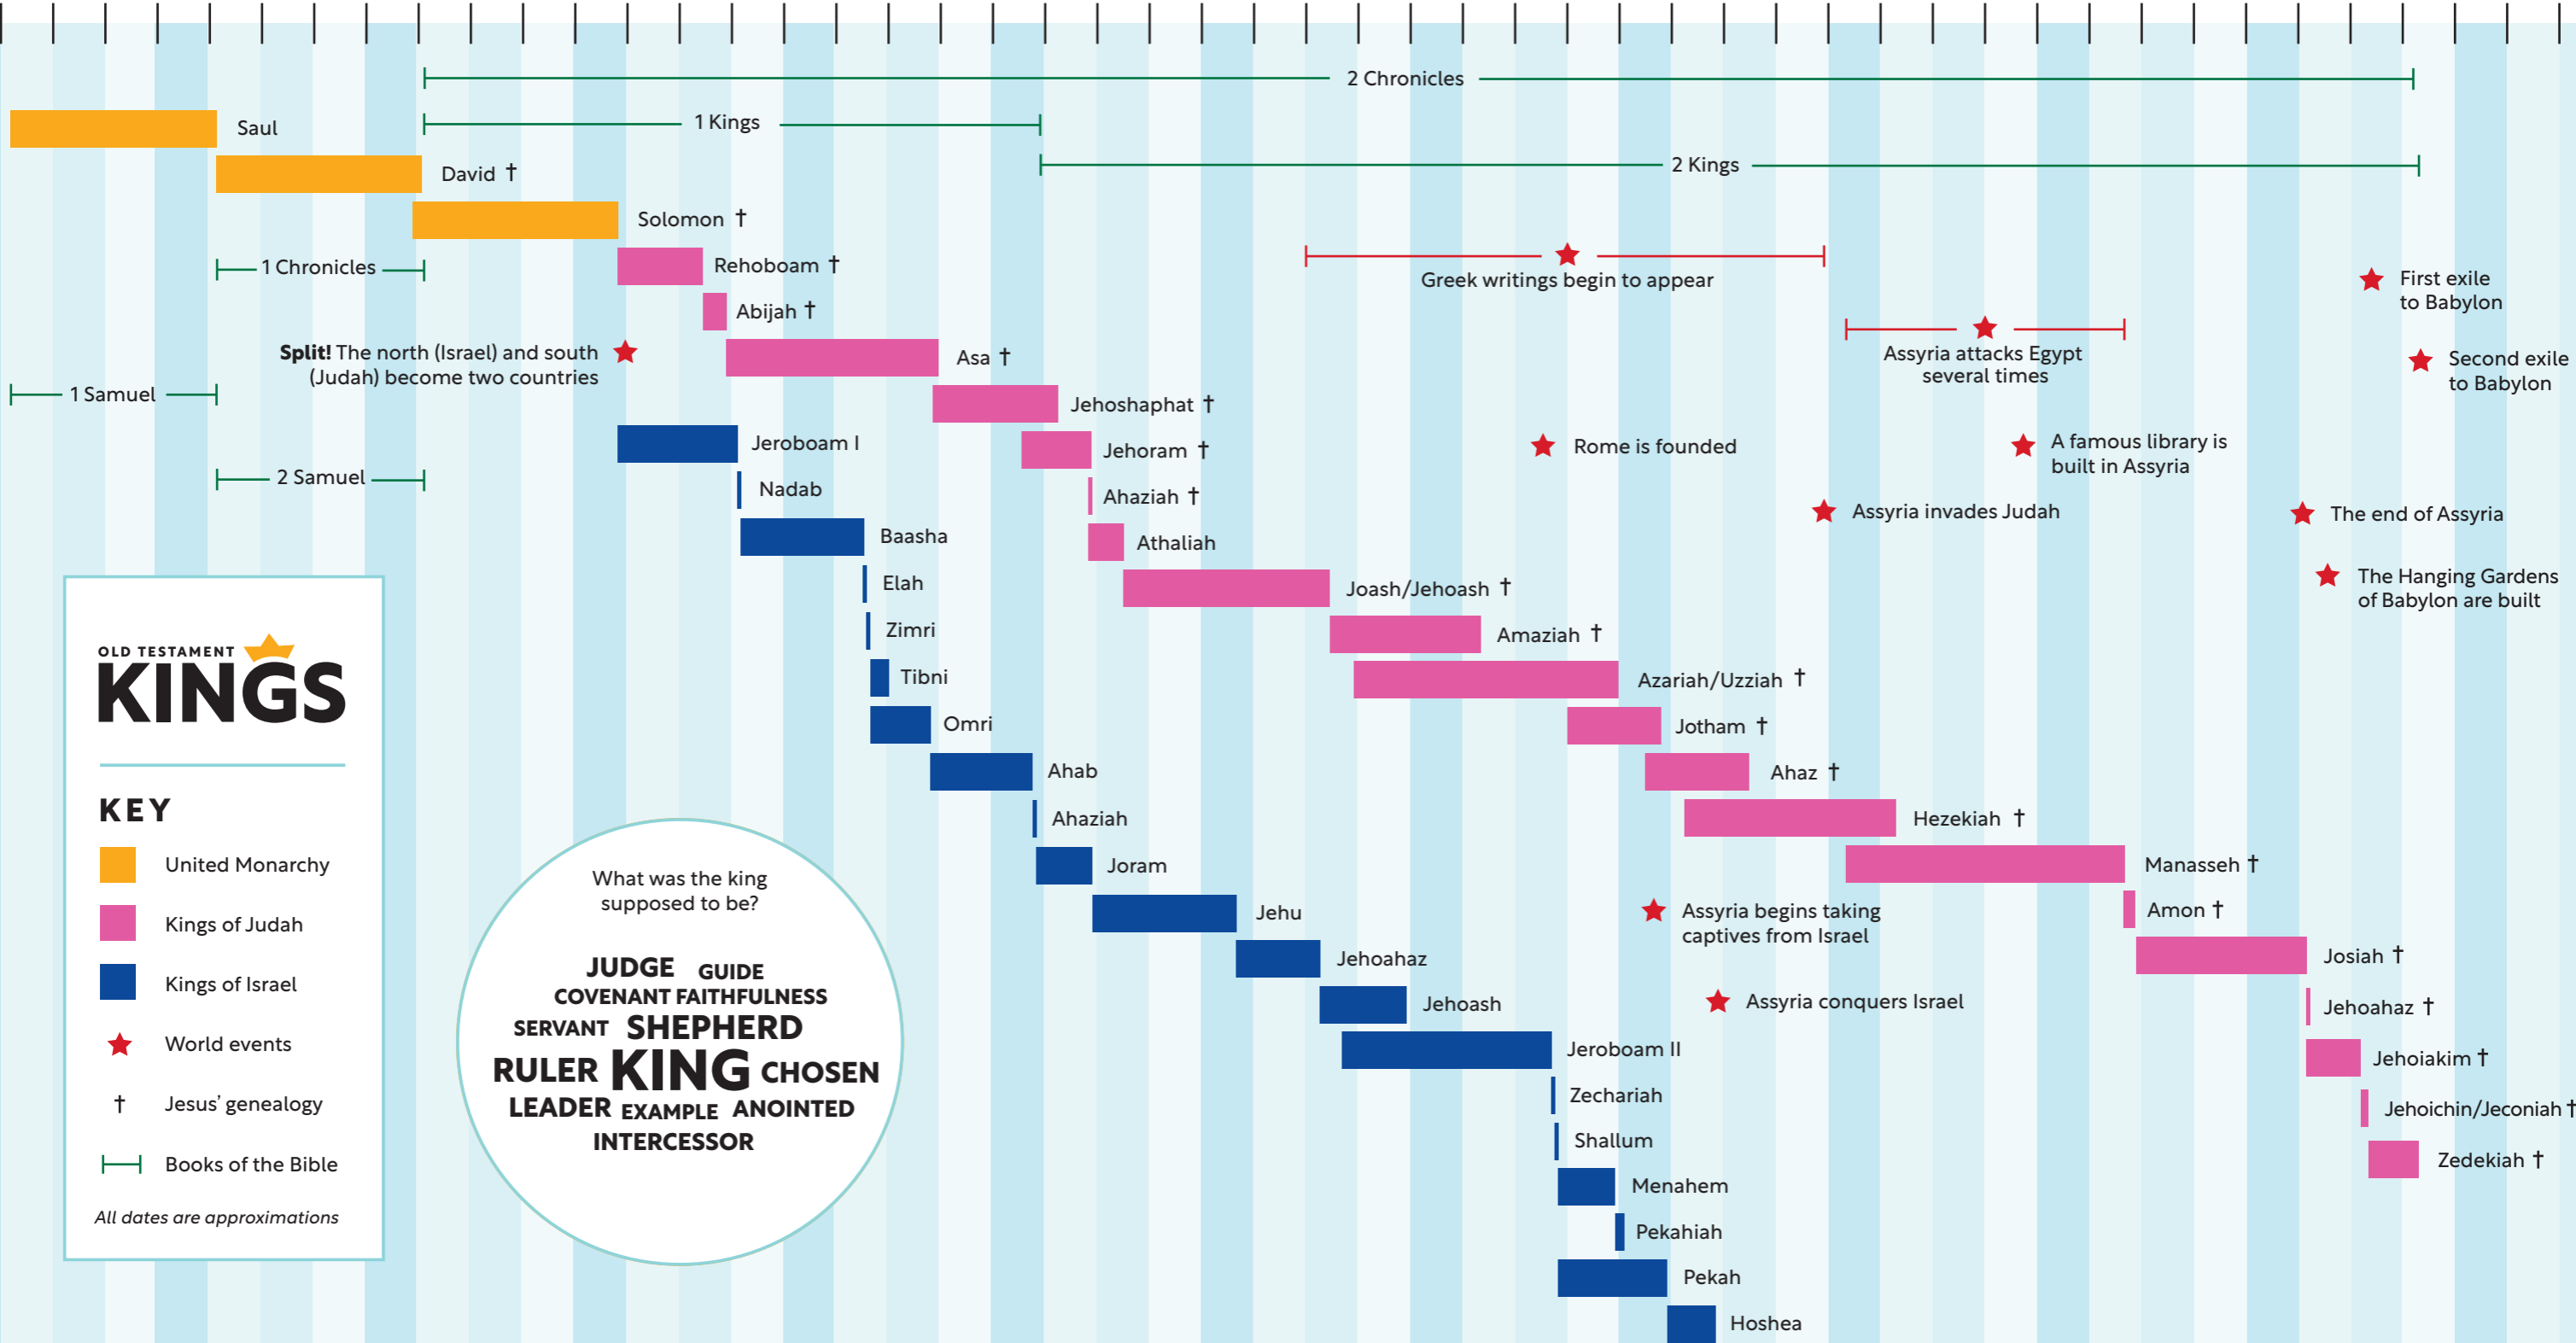 2 Chronicles
Saul
1 Kings
2 Kings
David †
Solomon †
1 Chronicles
Rehoboam †
Greek writings begin to appear
First exile
to Babylon
Abijah †
Split! The north (Israel) and south
(Judah) become two countries
Asa †
Assyria attacks Egypt
several times
Second exile
to Babylon
1 Samuel
Jehoshaphat †
Jeroboam I
Jehoram †
Rome is founded
A famous library is
built in Assyria
2 Samuel
Nadab
Ahaziah †
Assyria invades Judah
The end of Assyria
Baasha
Athaliah
Elah
Joash/Jehoash †
The Hanging Gardens
of Babylon are built
Zimri
Amaziah †
Tibni
Azariah/Uzziah †
Omri
Jotham †
Ahab
Ahaz †
Ahaziah
Hezekiah †
Joram
Manasseh †
Jehu
Assyria begins taking
captives from Israel
Amon †
Jehoahaz
Josiah †
Jehoash
Assyria conquers Israel
Jehoahaz †
Jeroboam II
Jehoiakim †
Zechariah
Jehoichin/Jeconiah †
Shallum
Zedekiah †
Menahem
Pekahiah
Pekah
Hoshea
OLD TESTAMENT
KINGS
KEY
United Monarchy
Kings of Judah
Kings of Israel
World events
† Jesus’ genealogy
Books of the Bible
All dates are approximations
What was the king
supposed to be?
JUDGE GUIDE
COVENANT FAITHFULNESS
SERVANT SHEPHERD
RULER KING CHOSEN
LEADER EXAMPLE ANOINTED
INTERCESSOR